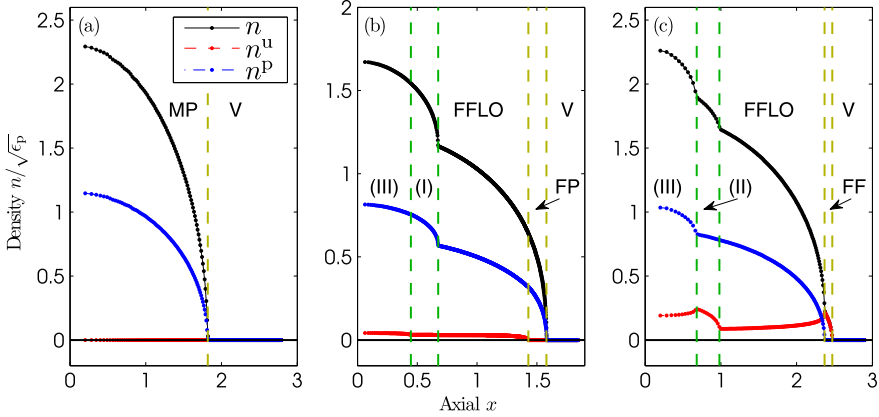 (a)
n
n^u
n^p
MP
V
Density n/√ϵ_p
2.5
2
1.5
1
0.5
0
0
1
2
3
(b)
FFLO
V
(III)
(I)
FP
2
1.5
1
0.5
0
0
0.5
1
1.5
Axial x
(c)
FFLO
V
(III)
(II)
FF
2.5
2
1.5
1
0.5
0
0
1
2
3